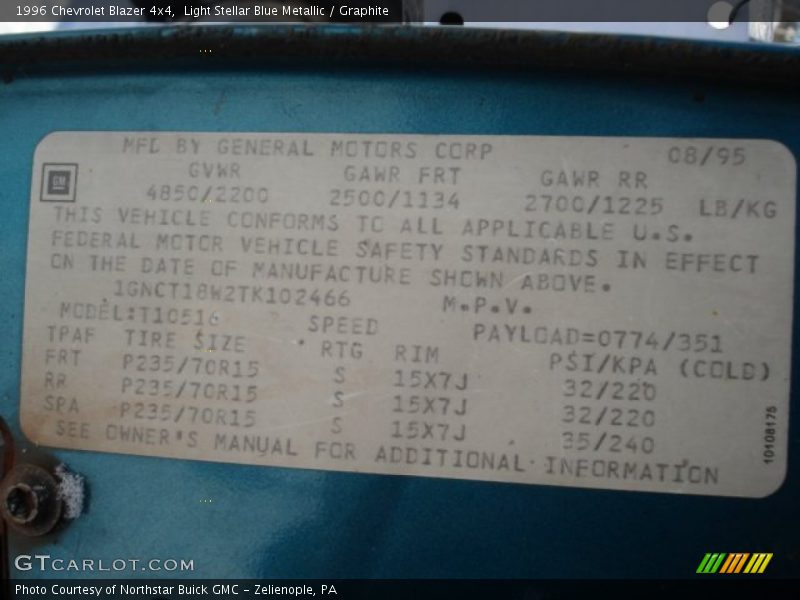 1996 Chevrolet Blazer 4x4, Light Stellar Blue Metallic / Graphite
MFD BY GENERAL MOTORS CORP 08/95
GM
GVWR GAWR FRT GAWR RR
4850/2200 2500/1134 2700/1225 LB/KG
THIS VEHICLE CONFORMS TO ALL APPLICABLE U.S.
FEDERAL MOTOR VEHICLE SAFETY STANDARDS IN EFFECT
ON THE DATE OF MANUFACTURE SHOWN ABOVE.
1GNCT18W2TK102466 M.P.V.
MODEL:T10516 PAYLOAD=0774/351
TPAF TIRE SIZE SPEED RTG RIM PSI/KPA (COLD)
FRT P235/70R15 S 15X7J 32/220
RR P235/70R15 S 15X7J 32/220
SPA P235/70R15 S 15X7J 35/240
SEE OWNER'S MANUAL FOR ADDITIONAL INFORMATION
10108175
GTCARLOT.COM
Photo Courtesy of Northstar Buick GMC - Zelienople, PA